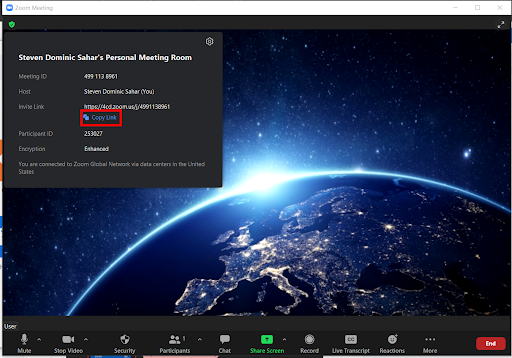 Zoom Meeting
Steven Dominic Sahar's Personal Meeting Room
Meeting ID 499 113 8961
Host Steven Dominic Sahar (You)
Invite Link https://4cd.zoom.us/j/4991138961
Copy Link
Participant ID 253027
Encryption Enhanced
You are connected to Zoom Global Network via data centers in the United
States
User
1
CC
Mute Stop Video Security Participants Chat Share Screen Record Live Transcript Reactions More End